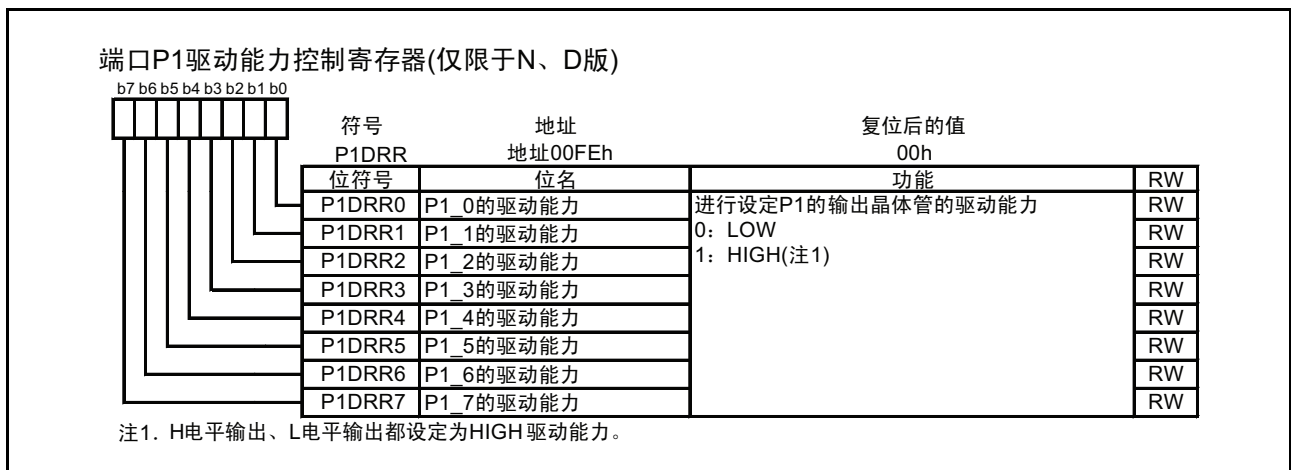 端口P1驱动能力控制寄存器(仅限于N、D版)
b7 b6 b5 b4 b3 b2 b1 b0
符号 地址 复位后的值
P1DRR 地址00FEh 00h
位符号 位名 功能 RW
P1DRR0 P1_0的驱动能力 进行设定P1的输出晶体管的驱动能力 RW
P1DRR1 P1_1的驱动能力 0：LOW RW
P1DRR2 P1_2的驱动能力 1：HIGH(注1) RW
P1DRR3 P1_3的驱动能力 RW
P1DRR4 P1_4的驱动能力 RW
P1DRR5 P1_5的驱动能力 RW
P1DRR6 P1_6的驱动能力 RW
P1DRR7 P1_7的驱动能力 RW
注1. H电平输出、L电平输出都设定为HIGH驱动能力。